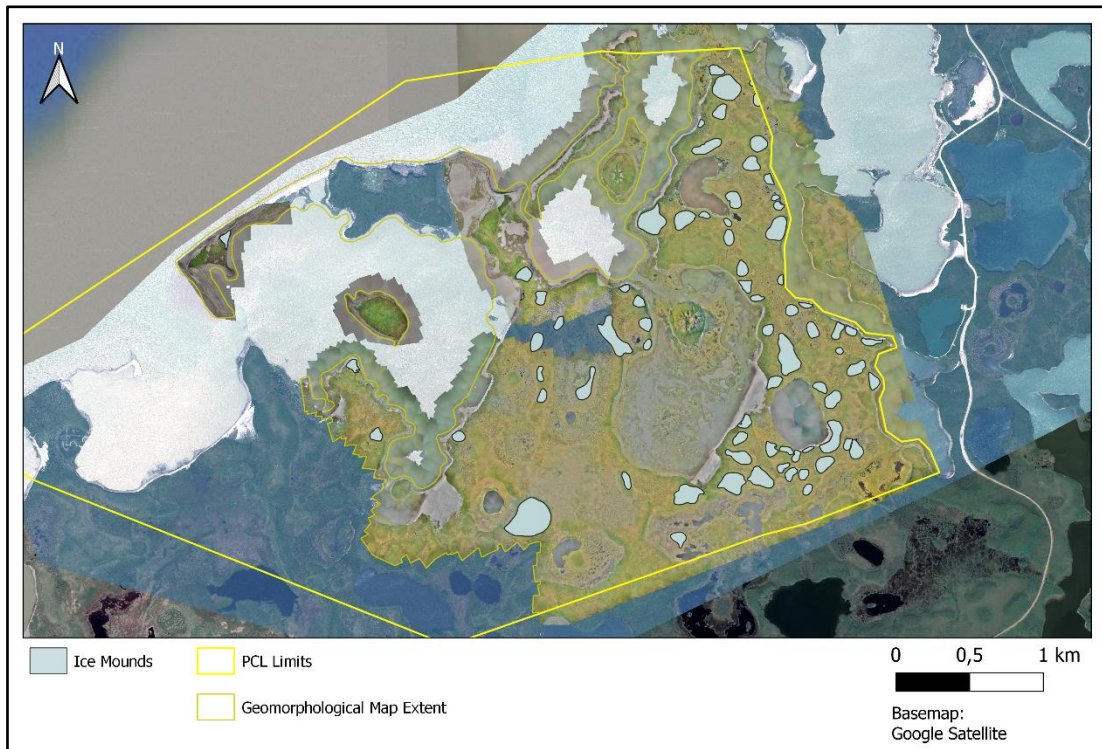 N
Ice Mounds
PCL Limits
Geomorphological Map Extent
0 0,5 1 km
Basemap:
Google Satellite